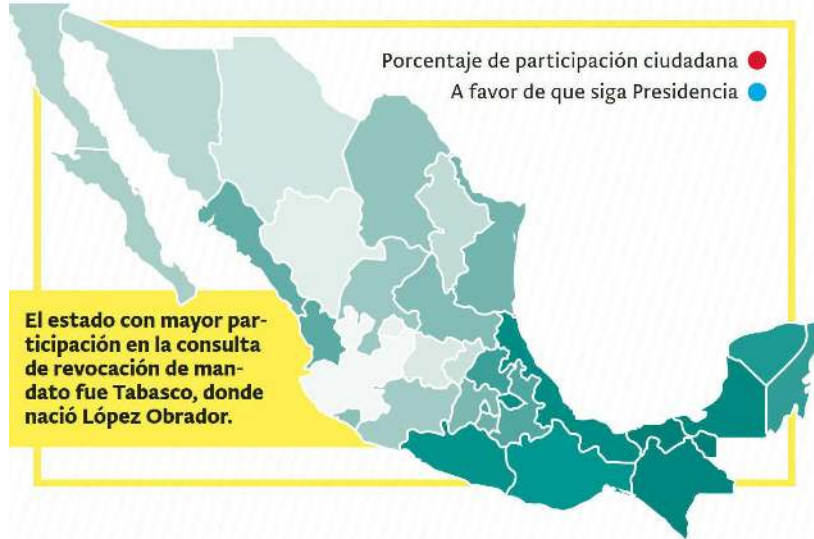 Porcentaje de participación ciudadana
A favor de que siga Presidencia
El estado con mayor par-
ticipación en la consulta
de revocación de man-
dato fue Tabasco, donde
nació López Obrador.